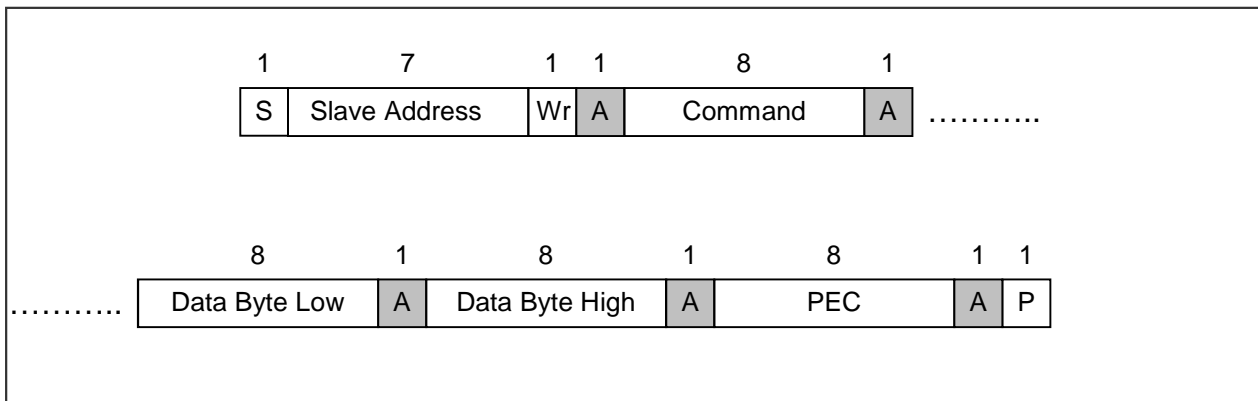 1 7 1 1 8 1
S Slave Address Wr A Command A ………..
8 1 8 1 8 1 1
……….. Data Byte Low A Data Byte High A PEC A P